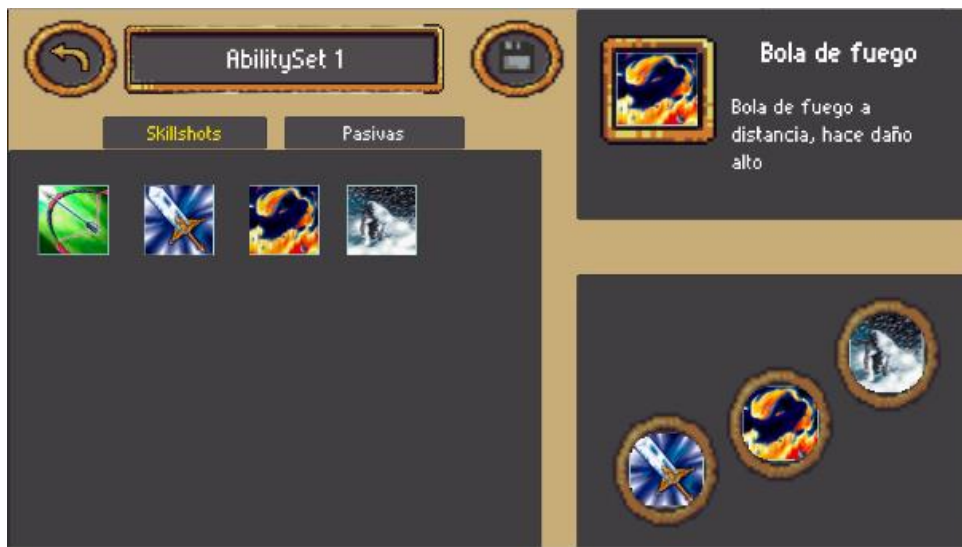 AbilitySet 1
Skillshots
Pasivas
Bola de fuego
Bola de fuego a
distancia, hace daño
alto